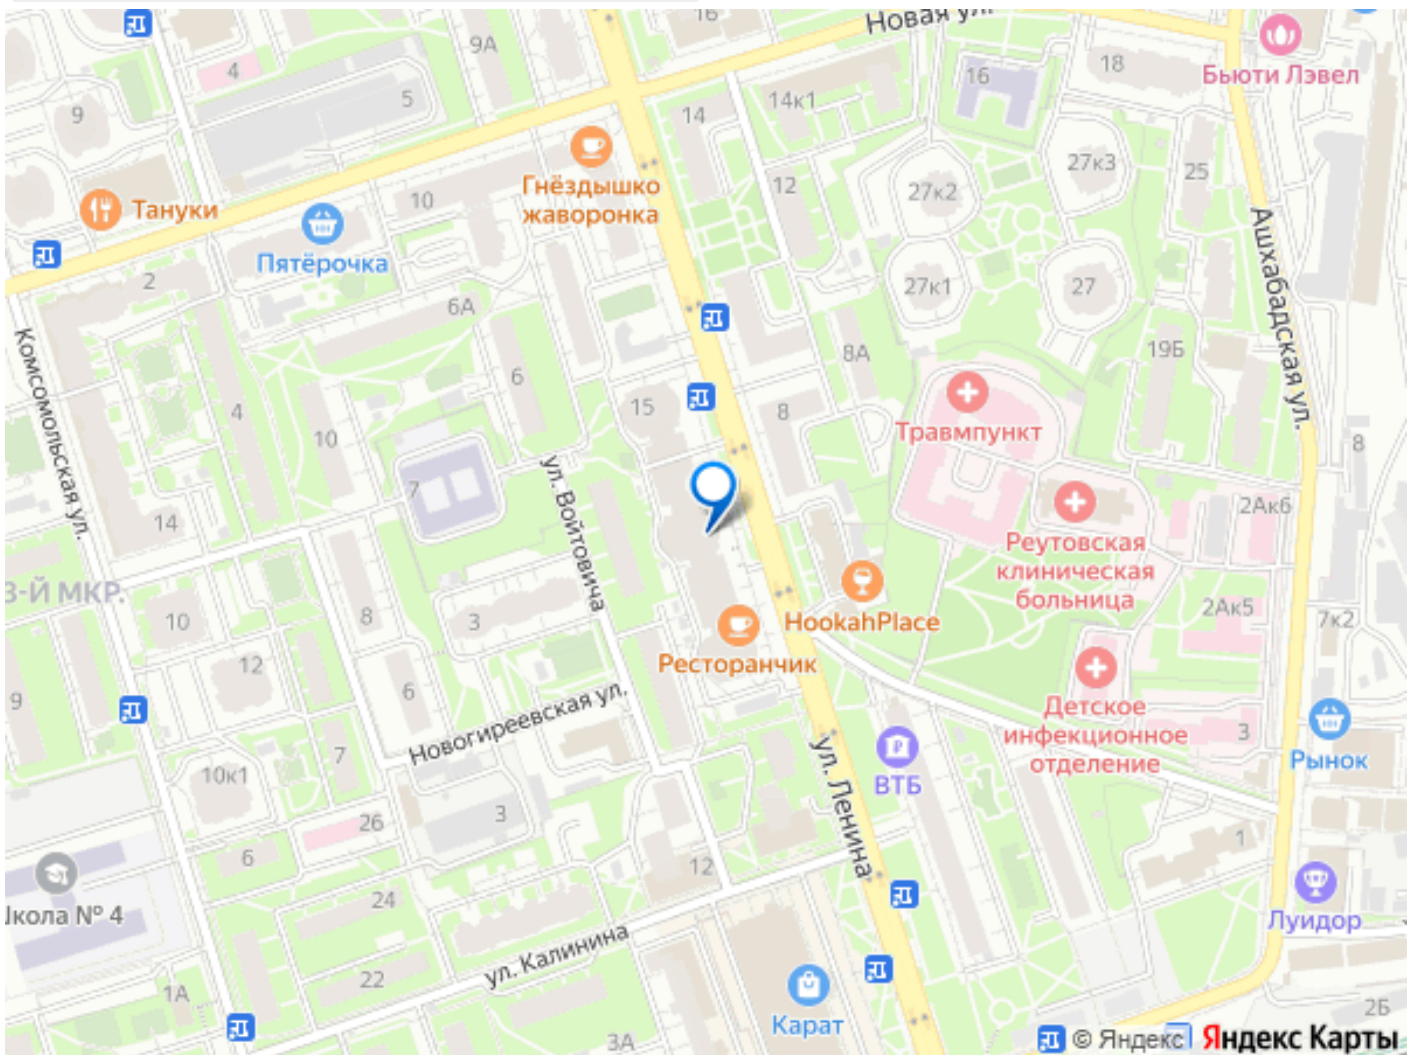 16
Новая ул.
9А
4
5
9
14
14к1
16
18
Бьюти Лэвел
Гнёздышко
жаворонка
12
27к2
27к3
25
Тануки
10
Пятёрочка
2
6А
27к1
27
Ашхабадская ул.
Комсомольская ул.
4
10
6
15
8А
8
19Б
Травмпункт
8
7
14
ул. Войтовича
2Ак6
Реутовская
клиническая
больница
3-Й МКР.
10
8
3
HookahPlace
2Ак5
7к2
12
6
Ресторанчик
9
Новогиреевская ул.
7
10к1
ул. Ленина
ВТБ
Детское
инфекционное
отделение
3
Рынок
26
3
6
12
1
Школа № 4
24
Луидор
ул. Калинина
22
1А
3А
Карат
2Б
© Яндекс Яндекс Карты